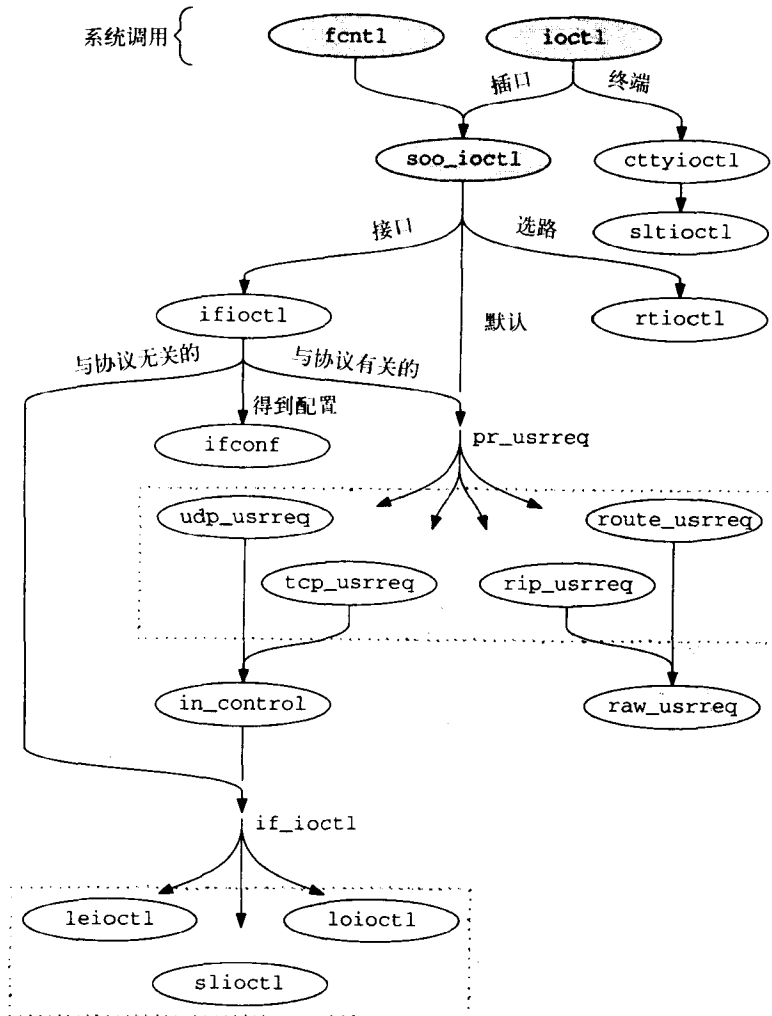 系统调用
fcntl
ioctl
插口
终端
soo_ioctl
cttyioctl
sltioctl
接口
选路
ifioctl
默认
rtioctl
与协议无关的
与协议有关的
得到配置
ifconf
pr_usrreq
udp_usrreq
route_usrreq
tcp_usrreq
rip_usrreq
in_control
raw_usrreq
if_ioctl
leioctl
loioctl
slioctl